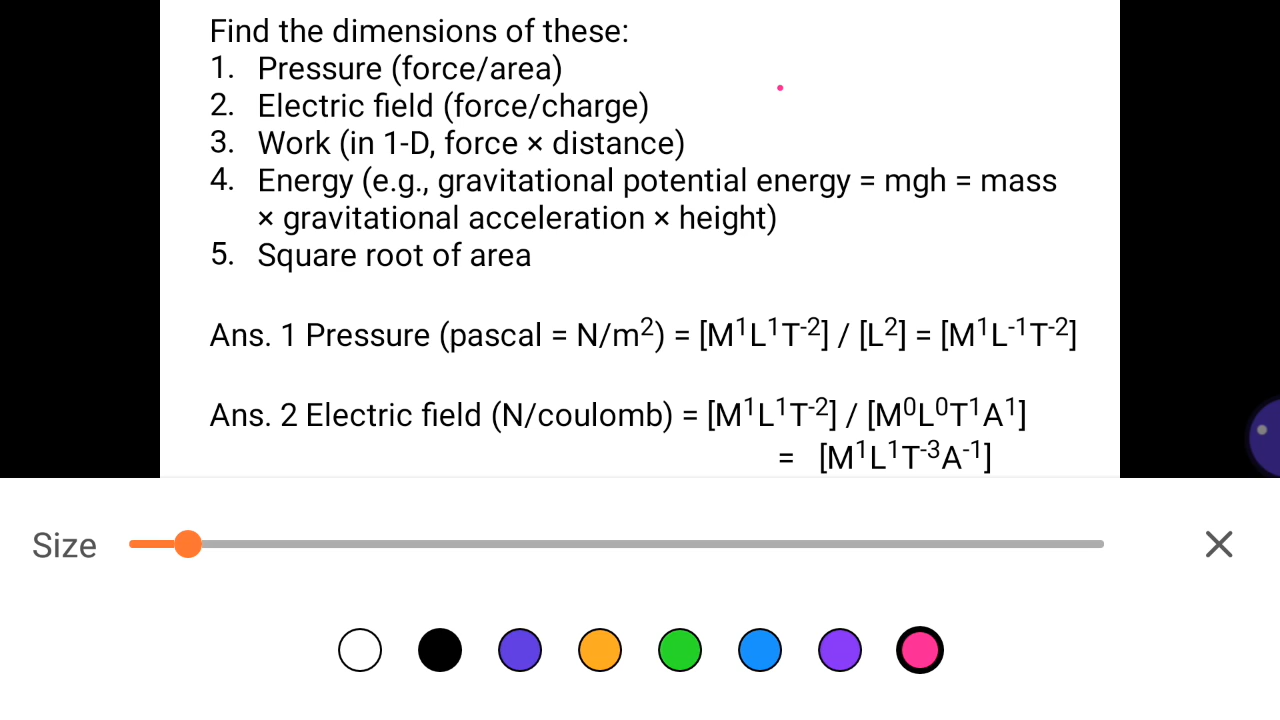 Find the dimensions of these:
1. Pressure (force/area)
2. Electric field (force/charge)
3. Work (in 1-D, force × distance)
4. Energy (e.g., gravitational potential energy = mgh = mass
× gravitational acceleration × height)
5. Square root of area
Ans. 1 Pressure (pascal = N/m²) = [M¹L¹T⁻²] / [L²] = [M¹L⁻¹T⁻²]
Ans. 2 Electric field (N/coulomb) = [M¹L¹T⁻²] / [M⁰L⁰T¹A¹]
= [M¹L¹T⁻³A⁻¹]
Size